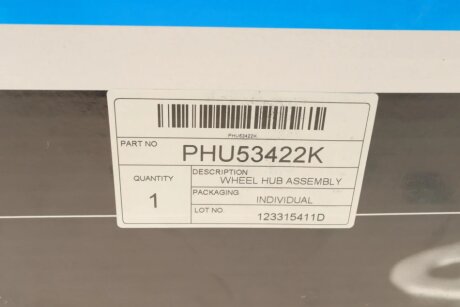 PHU53422K
PART NO PHU53422K
QUANTITY 1
DESCRIPTION WHEEL HUB ASSEMBLY
PACKAGING INDIVIDUAL
LOT NO. 123315411D